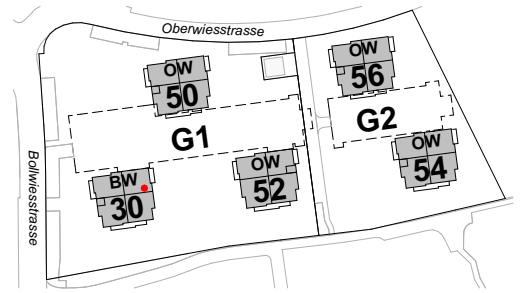 Oberwiesstrasse
OW
50
OW
56
G1
G2
Bollwiesstrasse
BW
30
OW
52
OW
54